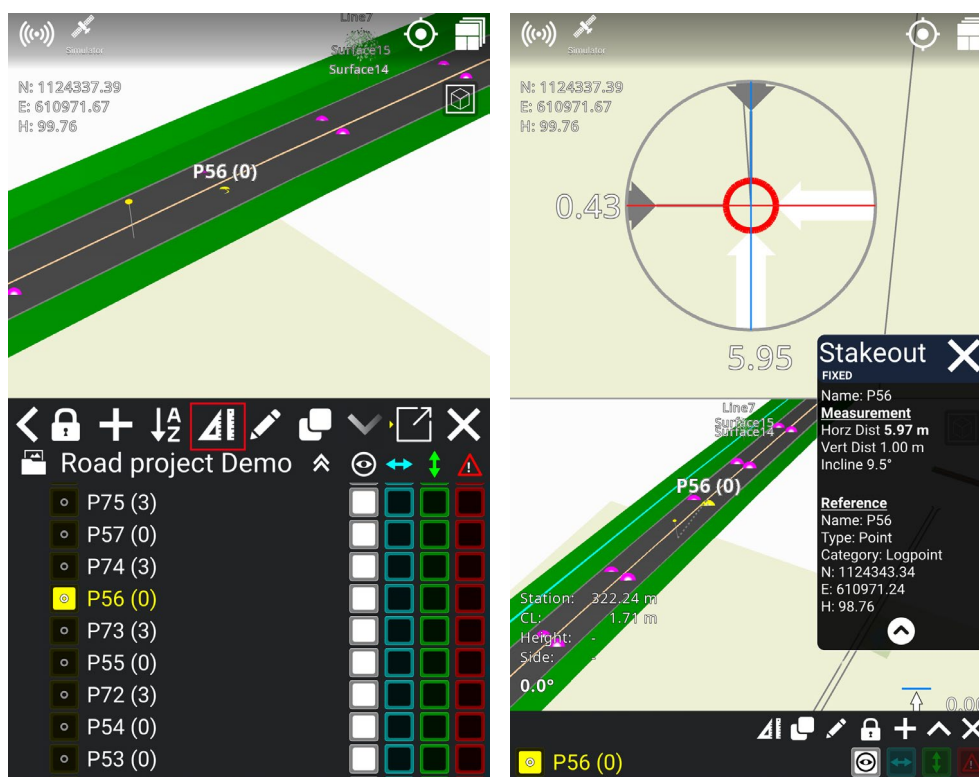 Simulator
Line7
Surface15
Surface14
N: 1124337.39
E: 610971.67
H: 99.76
P56 (0)
A
Z
Road project Demo
P75 (3)
P57 (0)
P74 (3)
P56 (0)
P73 (3)
P55 (0)
P72 (3)
P54 (0)
P53 (0)
Simulator
N: 1124337.39
E: 610971.67
H: 99.76
0.43
5.95
Stakeout
FIXED
Name: P56
Measurement
Horz Dist 5.97 m
Vert Dist 1.00 m
Incline 9.5°
Reference
Name: P56
Type: Point
Category: Logpoint
N: 1124343.34
E: 610971.24
H: 98.76
Line7
Surface15
Surface14
P56 (0)
Station: 322.24 m
CL: 1.71 m
Height: -
Side: -
0.0°
P56 (0)